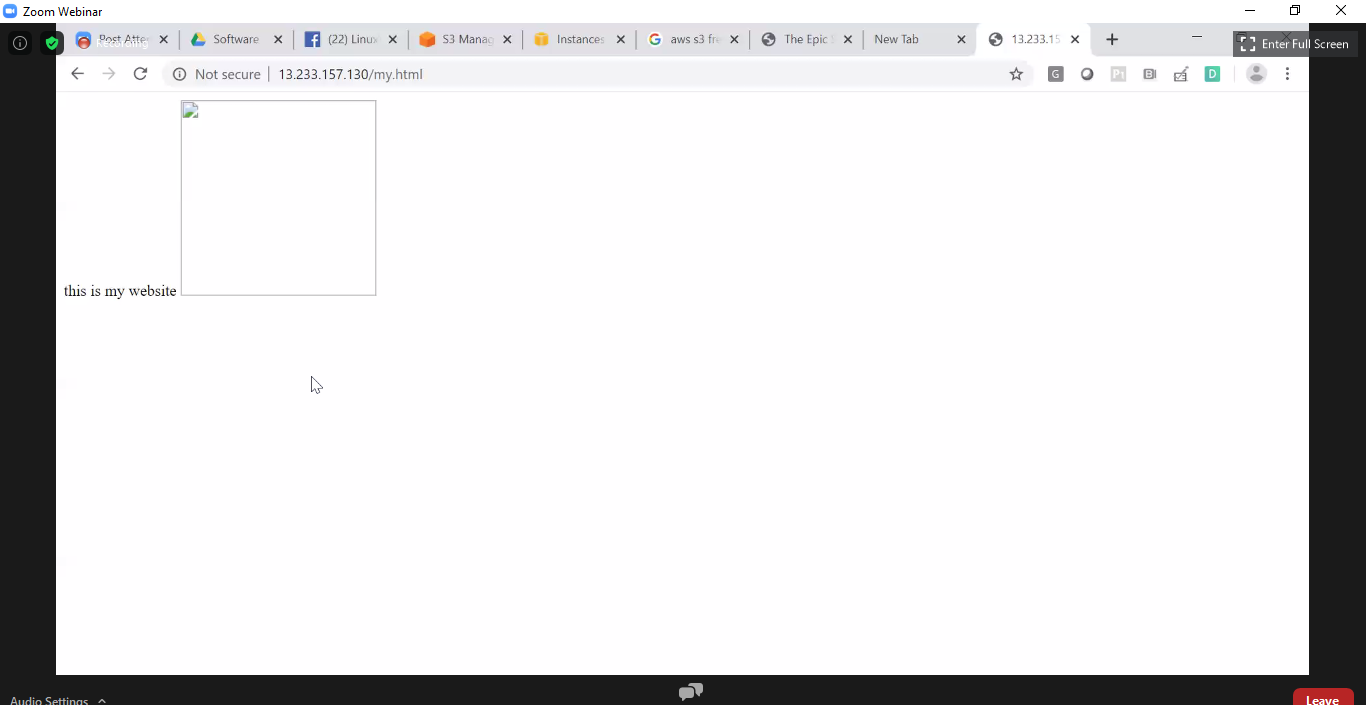 Zoom Webinar
Post Atte
Recording
Software
(22) Linux
S3 Manag
Instances
aws s3 fre
The Epic S
New Tab
13.233.15
Enter Full Screen
Not secure
13.233.157.130/my.html
this is my website
Audio Settings
Leave